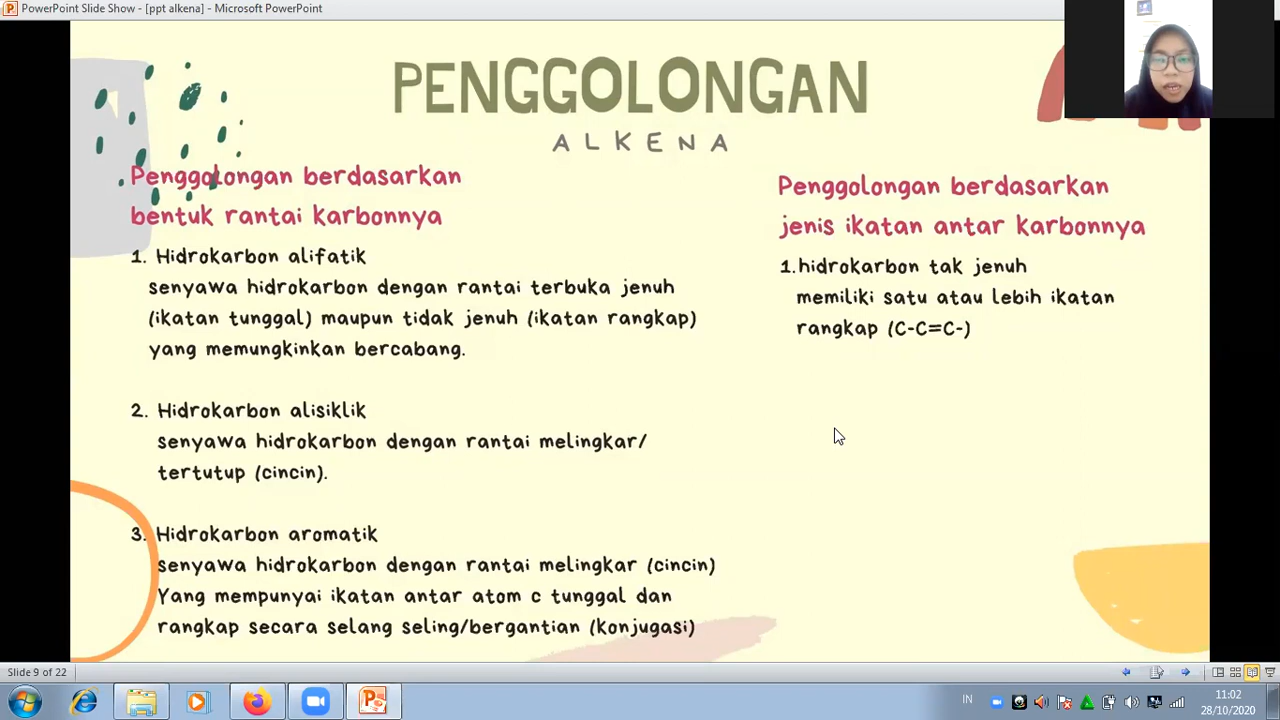 PowerPoint Slide Show - [ppt alkena] - Microsoft PowerPoint
PENGGOLONGAN
ALKENA
Penggolongan berdasarkan
bentuk rantai karbonnya
1. Hidrokarbon alifatik
senyawa hidrokarbon dengan rantai terbuka jenuh
(ikatan tunggal) maupun tidak jenuh (ikatan rangkap)
yang memungkinkan bercabang.
2. Hidrokarbon alisiklik
senyawa hidrokarbon dengan rantai melingkar/
tertutup (cincin).
3. Hidrokarbon aromatik
senyawa hidrokarbon dengan rantai melingkar (cincin)
Yang mempunyai ikatan antar atom c tunggal dan
rangkap secara selang seling/bergantian (konjugasi)
Penggolongan berdasarkan
jenis ikatan antar karbonnya
1.hidrokarbon tak jenuh
memiliki satu atau lebih ikatan
rangkap (C-C=C-)
Slide 9 of 22
IN
11:02
28/10/2020